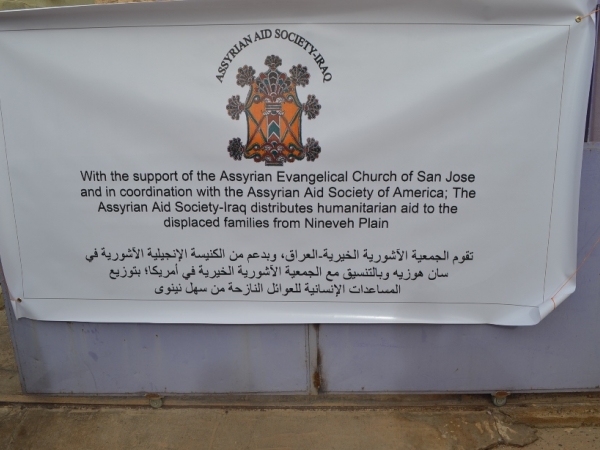 ASSYRIAN AID SOCIETY-IRAQ
With the support of the Assyrian Evangelical Church of San Jose
and in coordination with the Assyrian Aid Society of America; The
Assyrian Aid Society-Iraq distributes humanitarian aid to the
displaced families from Nineveh Plain
تقوم الجمعية الآشورية الخيرية-العراق، وبدعم من الكنيسة الإنجيلية الآشورية في
سان هوزيه وبالتنسيق مع الجمعية الآشورية الخيرية في أمريكا؛ بتوزيع
المساعدات الإنسانية للعوائل النازحة من سهل نينوى